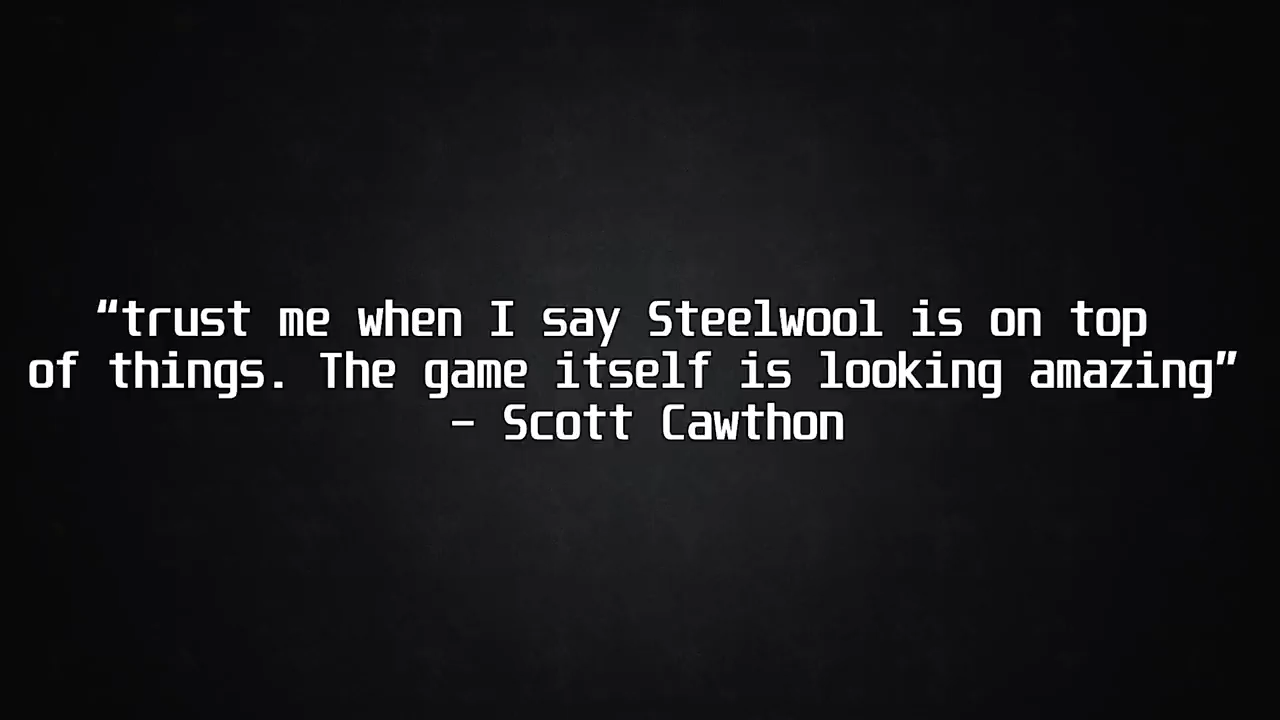 “trust me when I say Steelwool is on top
of things. The game itself is looking amazing”
- Scott Cawthon